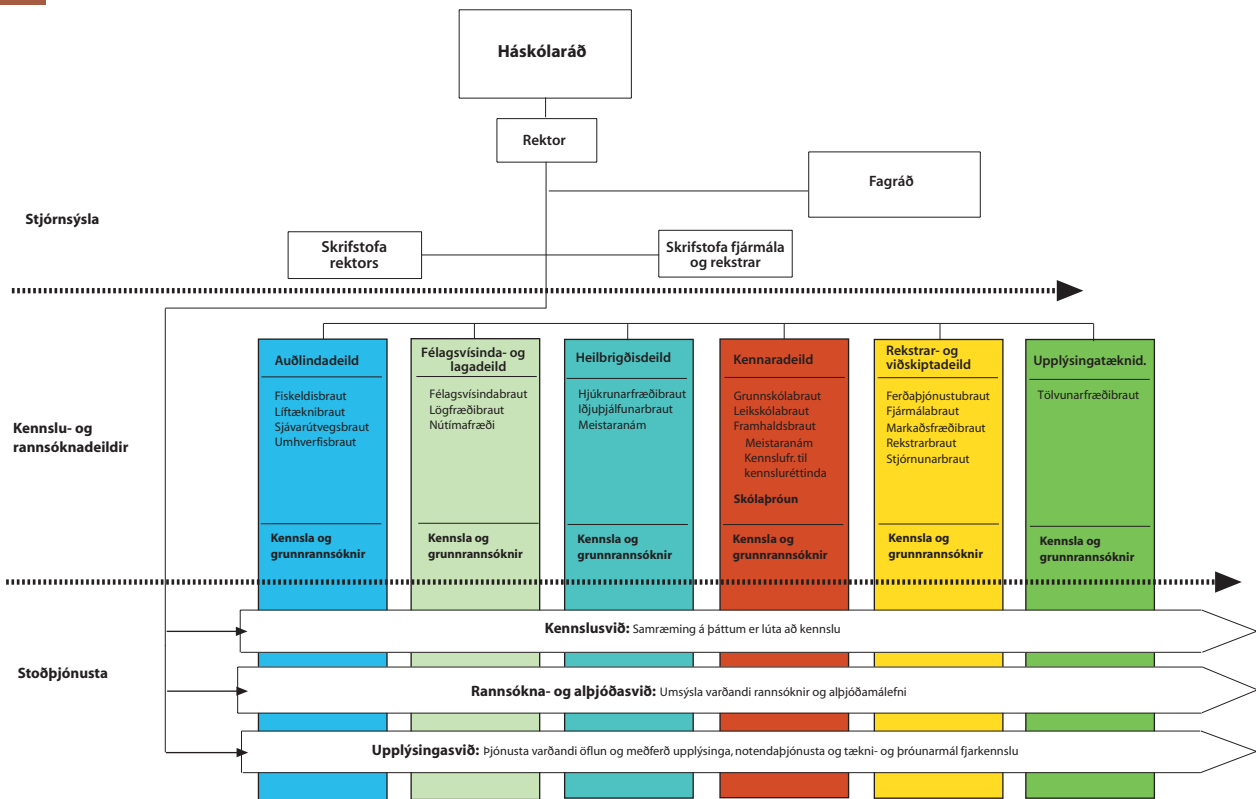 Háskólaráð
Rektor
Fagráð
Stjórnsýsla
Skrifstofa
rektors
Skrifstofa fjármála
og rekstrar
Kennslu- og
rannsóknadeildir
Auðlindadeild
Fiskeldisbraut
Líftæknibraut
Sjávarútvegsbraut
Umhverfisbraut
Kennsla og
grunnrannsóknir
Félagsvísinda- og
lagadeild
Félagsvísindabraut
Lögfræðibraut
Nútímafræði
Kennsla og
grunnrannsóknir
Heilbrigðisdeild
Hjúkrunarfræðibraut
Iðjuþjálfunarbraut
Meistaranám
Kennsla og
grunnrannsóknir
Kennaradeild
Grunnskólabraut
Leikskólabraut
Framhaldsbraut
Meistaranám
Kennslufr. til
kennsluréttinda
Skólaþróun
Kennsla og
grunnrannsóknir
Rekstrar- og
viðskiptadeild
Ferðaþjónustubraut
Fjármálabraut
Markaðsfræðibraut
Rekstrarbraut
Stjórnunarbraut
Kennsla og
grunnrannsóknir
Upplýsingatæknid.
Tölvunarfræðibraut
Kennsla og
grunnrannsóknir
Stoðþjónusta
Kennslusvið: Samræming á þáttum er lúta að kennslu
Rannsókna- og alþjóðasvið: Umsýsla varðandi rannsóknir og alþjóðamálefni
Upplýsingasvið: Þjónusta varðandi öflun og meðferð upplýsinga, notendaþjónusta og tækni- og þróunarmál fjarkennslu